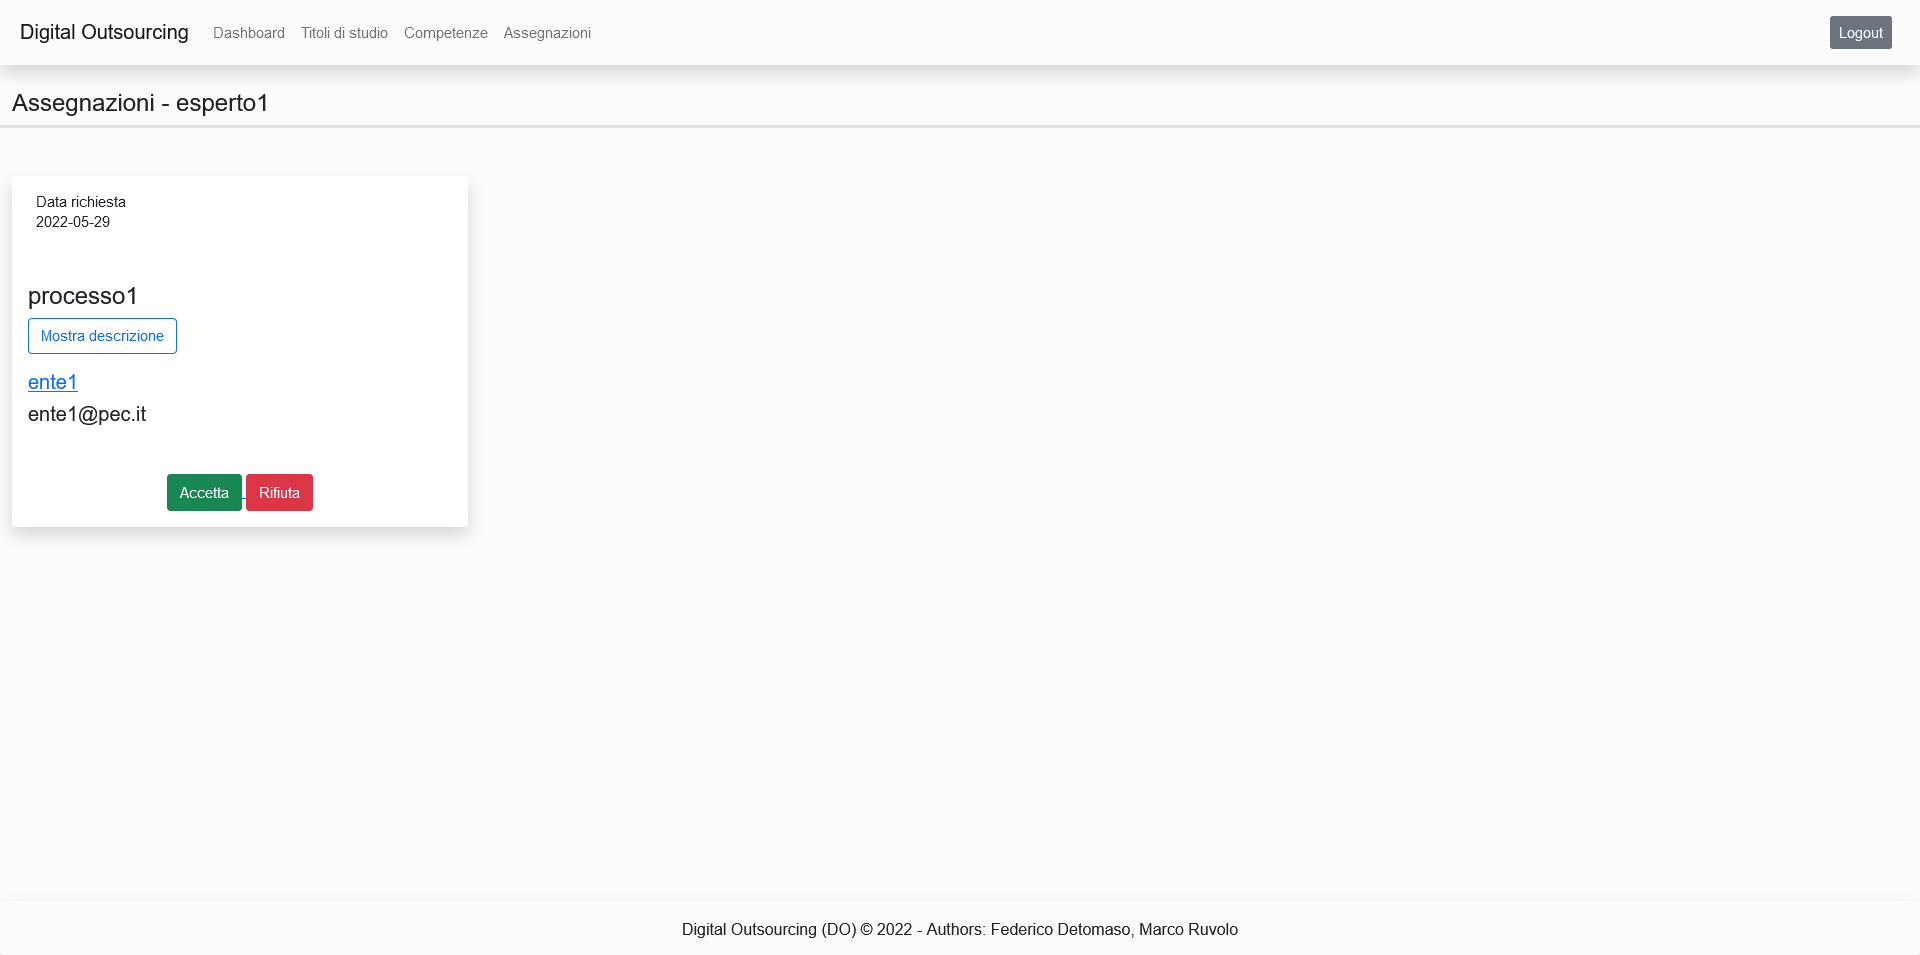 Digital Outsourcing Dashboard Titoli di studio Competenze Assegnazioni Logout
Assegnazioni - esperto1
Data richiesta
2022-05-29
processo1
Mostra descrizione
ente1
ente1@pec.it
Accetta Rifiuta
Digital Outsourcing (DO) © 2022 - Authors: Federico Detomaso, Marco Ruvolo